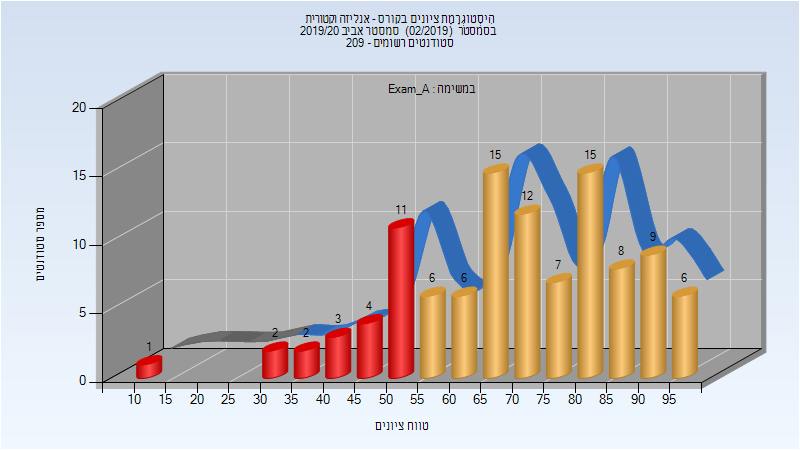 היסטוגרמת ציונים בקורס - אנליזה וקטורית
בסמסטר (02/2019) סמסטר אביב 2019/20
סטודנטים רשומים - 209
במשימה : Exam_A
מספר סטודנטים
20
15
10
5
0
1
2
2
3
4
11
6
6
15
12
7
15
8
9
6
10 15 20 25 30 35 40 45 50 55 60 65 70 75 80 85 90 95
טווח ציונים